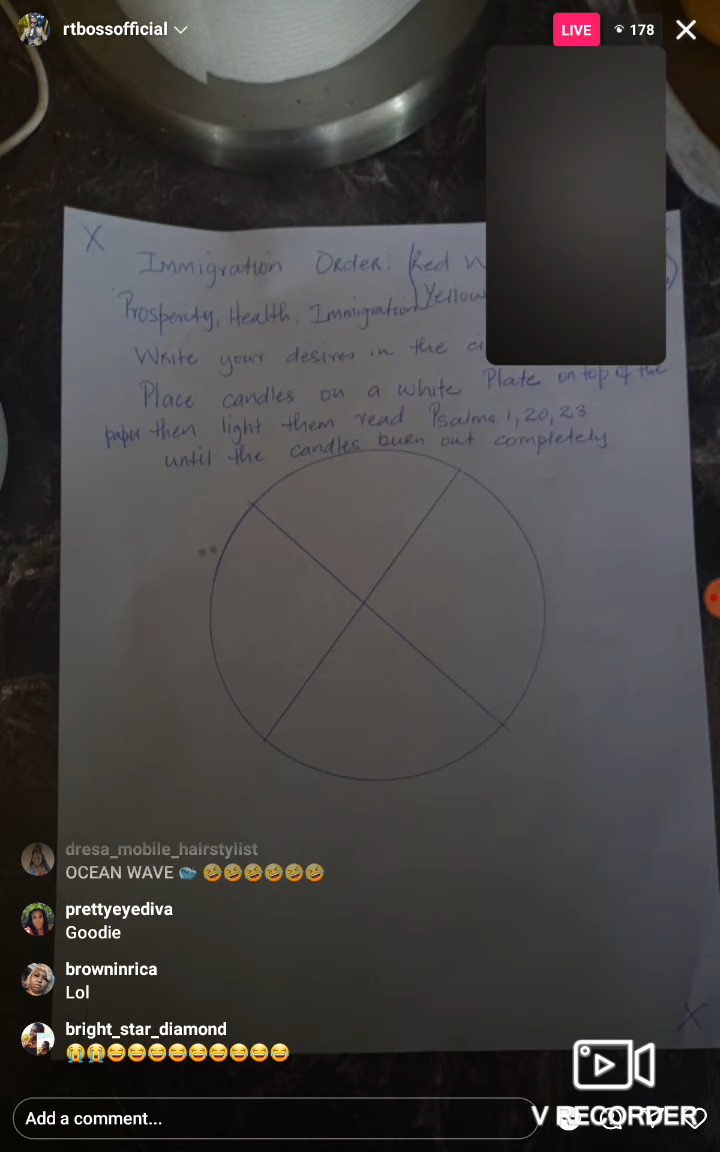 rtbossofficial
LIVE
178
X
Immigration Order: (Red
Prosperity, Health, Immigration
Yellow
Write your desires in the
Place candles on a white Plate on top of the
paper then light them read Psalms 1, 20, 23
until the candles burn out completely
dresa_mobile_hairstylist
OCEAN WAVE 🌊 🤣🤣🤣🤣🤣🤣
prettyeyediva
Goodie
browninrica
Lol
bright_star_diamond
😭😭😄😄😄😄😄😄😄😄😄
X
Add a comment...
V RECORDER